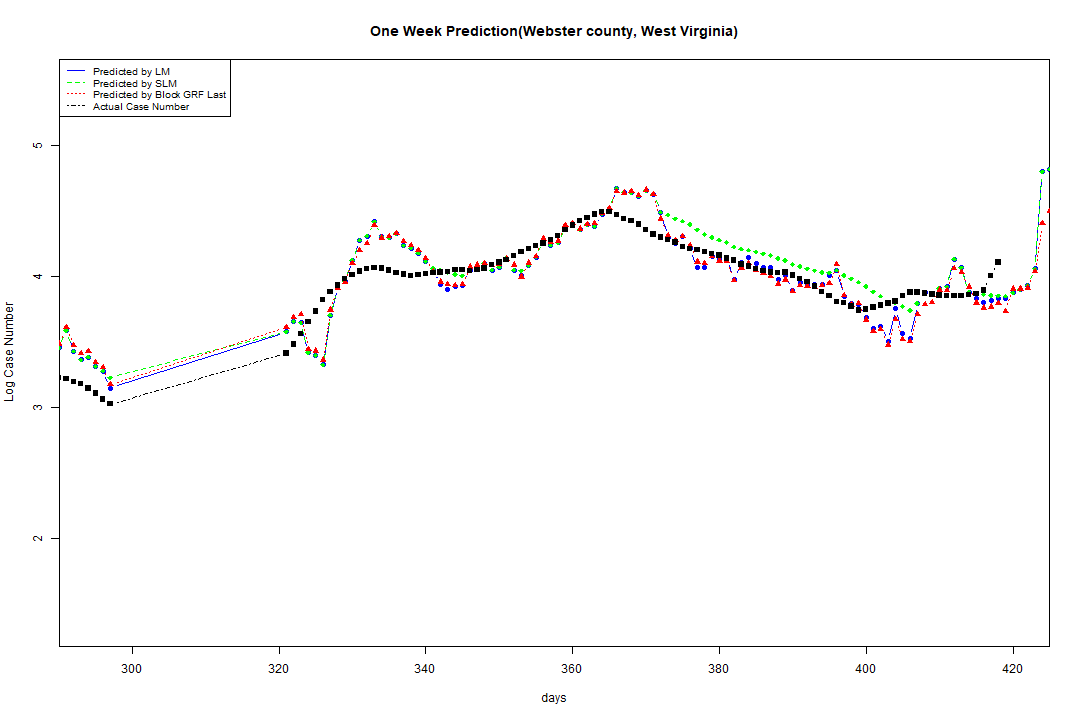 One Week Prediction(Webster county, West Virginia)
Predicted by LM
Predicted by SLM
Predicted by Block GRF Last
Actual Case Number
5
4
3
2
Log Case Number
300 320 340 360 380 400 420
days